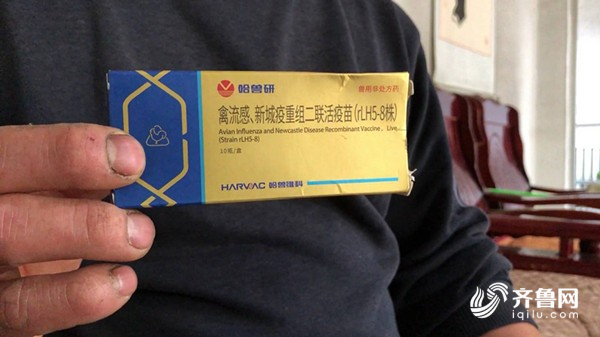 哈兽研
兽用非处方药
禽流感、新城疫重组二联活疫苗(rLH5-8株)
Avian Influenza and Newcastle Disease Recombinant Vaccine, Live
(Strain rLH5-8)
10瓶/盒
HARVAC 哈兽维科
齐鲁网
iqilu.com